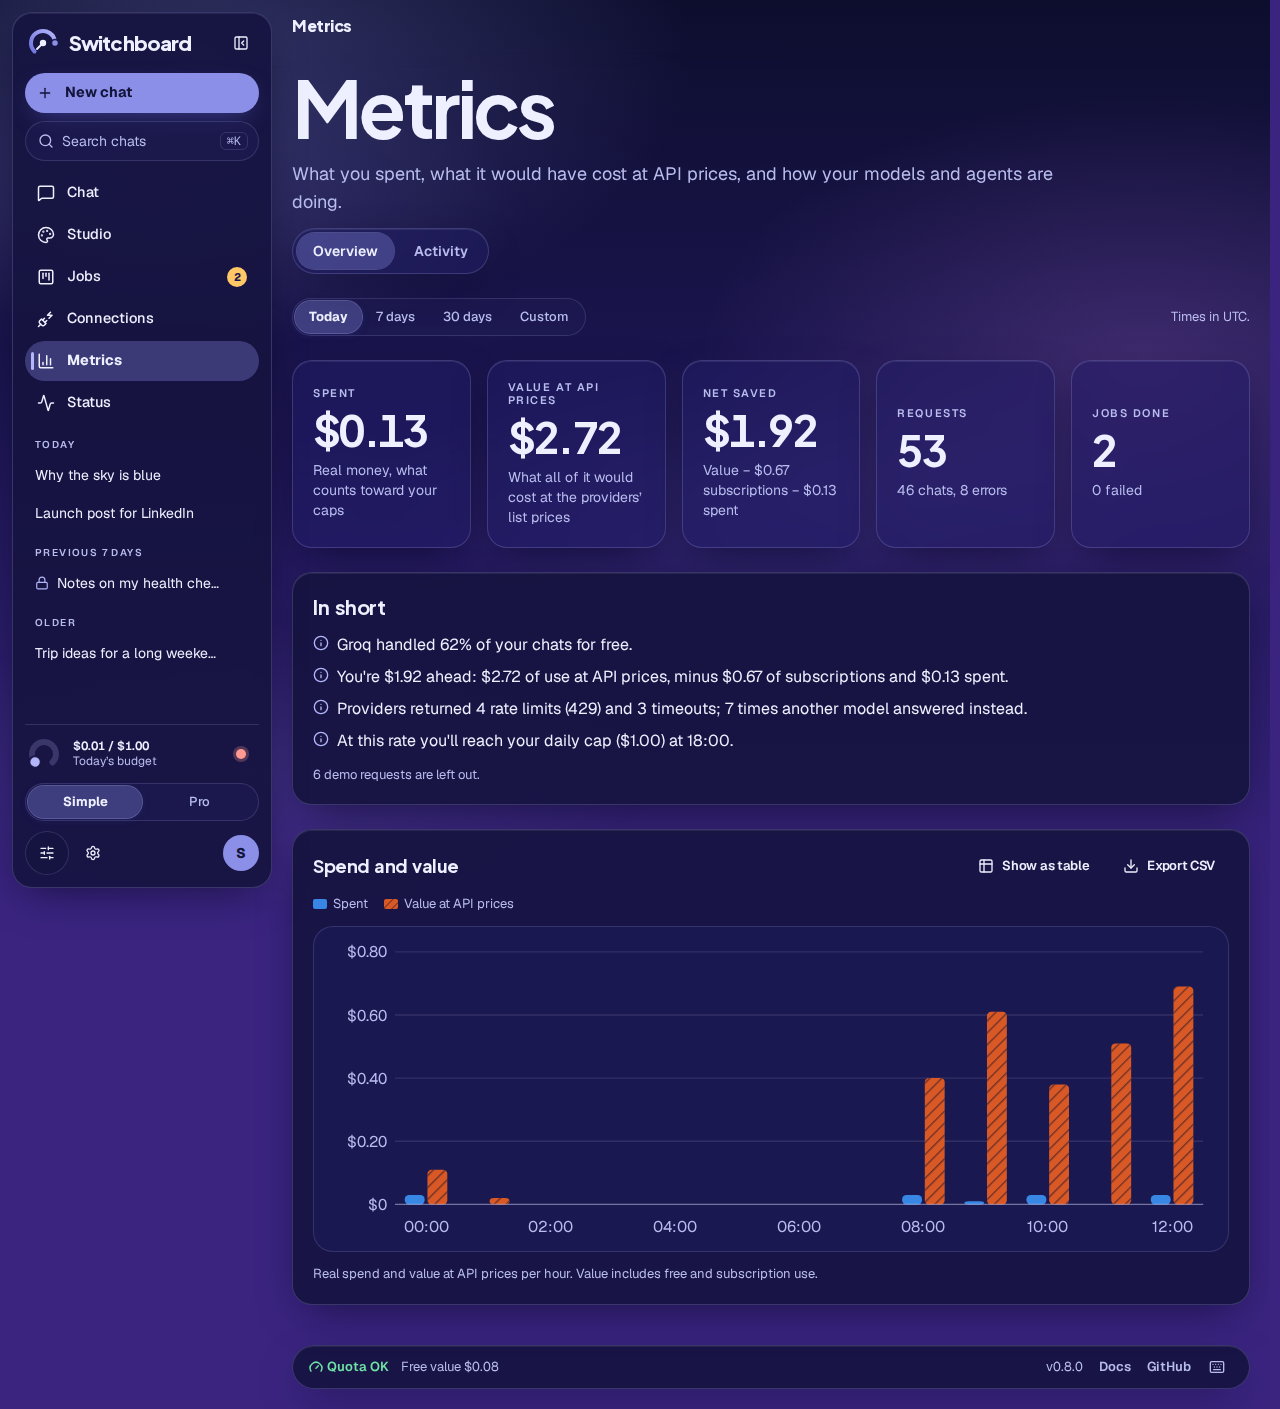 Switchboard
New chat
Search chats ⌘K
Chat
Studio
Jobs 2
Connections
Metrics
Status
TODAY
Why the sky is blue
Launch post for LinkedIn
PREVIOUS 7 DAYS
Notes on my health che…
OLDER
Trip ideas for a long weeke…
$0.01 / $1.00
Today's budget
Simple Pro
S
Metrics
Metrics
What you spent, what it would have cost at API prices, and how your models and agents are
doing.
Overview Activity
Today 7 days 30 days Custom Times in UTC.
SPENT
$0.13
Real money, what
counts toward your
caps
VALUE AT API
PRICES
$2.72
What all of it would
cost at the providers'
list prices
NET SAVED
$1.92
Value – $0.67
subscriptions – $0.13
spent
REQUESTS
53
46 chats, 8 errors
JOBS DONE
2
0 failed
In short
Groq handled 62% of your chats for free.
You're $1.92 ahead: $2.72 of use at API prices, minus $0.67 of subscriptions and $0.13 spent.
Providers returned 4 rate limits (429) and 3 timeouts; 7 times another model answered instead.
At this rate you'll reach your daily cap ($1.00) at 18:00.
6 demo requests are left out.
Spend and value Show as table Export CSV
Spent Value at API prices
$0.80
$0.60
$0.40
$0.20
$0
00:00 02:00 04:00 06:00 08:00 10:00 12:00
Real spend and value at API prices per hour. Value includes free and subscription use.
Quota OK Free value $0.08 v0.8.0 Docs GitHub